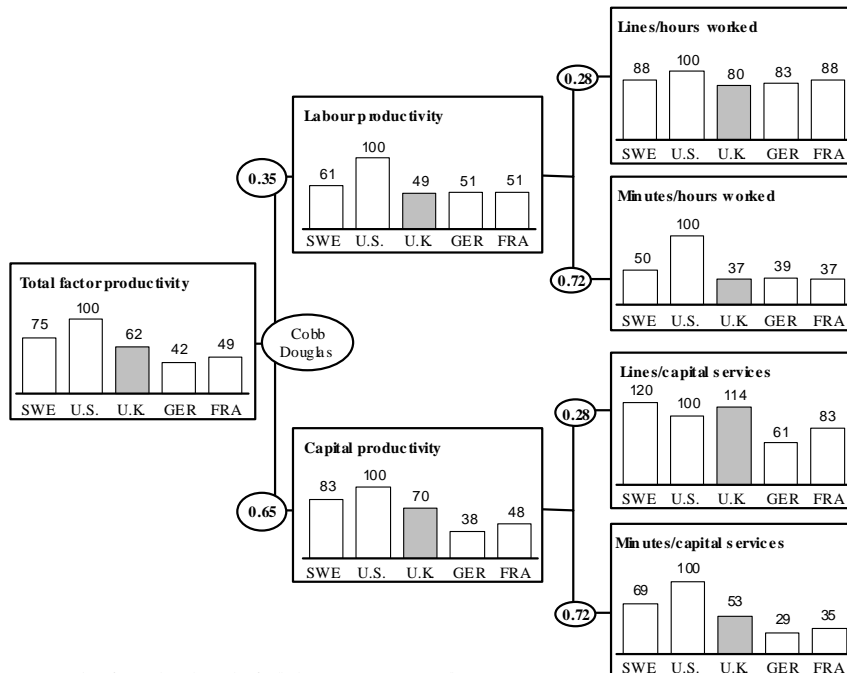 Total factor productivity
75 100 62 42 49
SWE U.S. U.K GER FRA
Cobb
Douglas
0.35
Labour productivity
61 100 49 51 51
SWE U.S. U.K GER FRA
0.65
Capital productivity
83 100 70 38 48
SWE U.S. U.K GER FRA
0.28
Lines/hours worked
88 100 80 83 88
SWE U.S. U.K GER FRA
0.72
Minutes/hours worked
50 100 37 39 37
SWE U.S. U.K GER FRA
0.28
Lines/capital services
120 100 114 61 83
SWE U.S. U.K GER FRA
0.72
Minutes/capital services
69 100 53 29 35
SWE U.S. U.K GER FRA